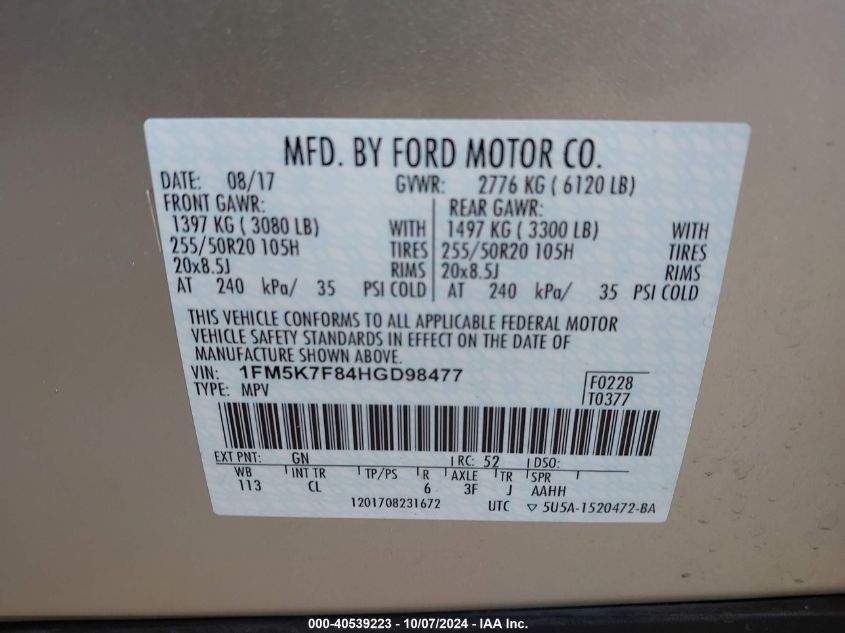 MFD. BY FORD MOTOR CO.
DATE: 08/17 GVWR: 2776 KG ( 6120 LB)
FRONT GAWR: REAR GAWR:
1397 KG ( 3080 LB) WITH 1497 KG ( 3300 LB) WITH
255/50R20 105H TIRES 255/50R20 105H TIRES
20x8.5J RIMS 20x8.5J RIMS
AT 240 kPa/ 35 PSI COLD AT 240 kPa/ 35 PSI COLD
THIS VEHICLE CONFORMS TO ALL APPLICABLE FEDERAL MOTOR
VEHICLE SAFETY STANDARDS IN EFFECT ON THE DATE OF
MANUFACTURE SHOWN ABOVE.
VIN: 1FM5K7F84HGD98477 F0228
TYPE: MPV T0377
EXT PNT: GN RC: 52 DSO:
WB INT TR TP/PS R AXLE TR SPR
113 CL 6 3F J AAHH
1201708231672 UTC ▽ 5U5A-1520472-BA
000-40539223 - 10/07/2024 - IAA Inc.